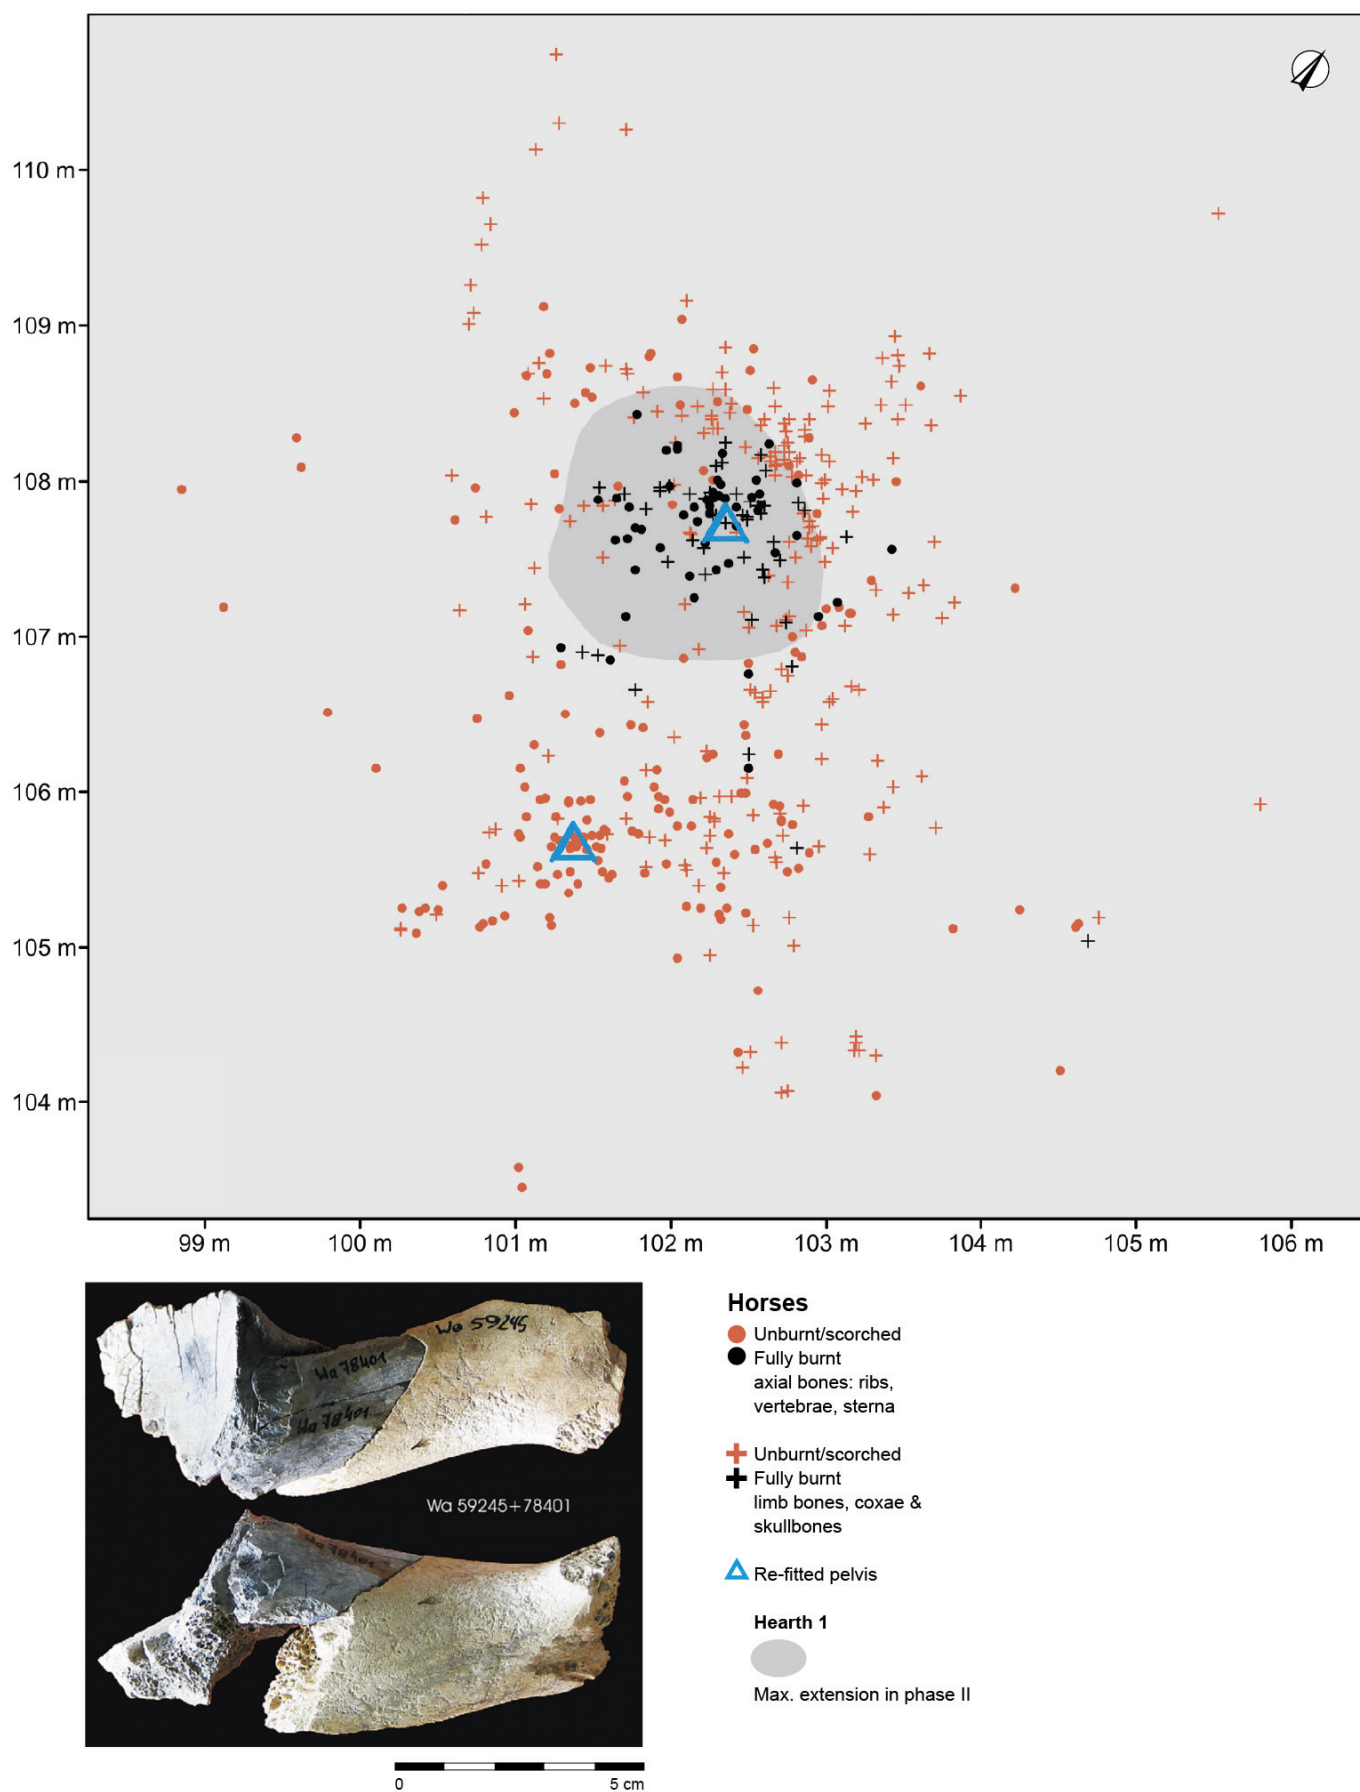 110 m
109 m
108 m
107 m
106 m
105 m
104 m
99 m 100 m 101 m 102 m 103 m 104 m 105 m 106 m
Wa 59245
Wa 78401
Wa 78401
Wa 59245+78401
Wa 78401
0 5 cm
Horses
Unburnt/scorched
Fully burnt
axial bones: ribs,
vertebrae, sterna
Unburnt/scorched
Fully burnt
limb bones, coxae &
skullbones
Re-fitted pelvis
Hearth 1
Max. extension in phase II